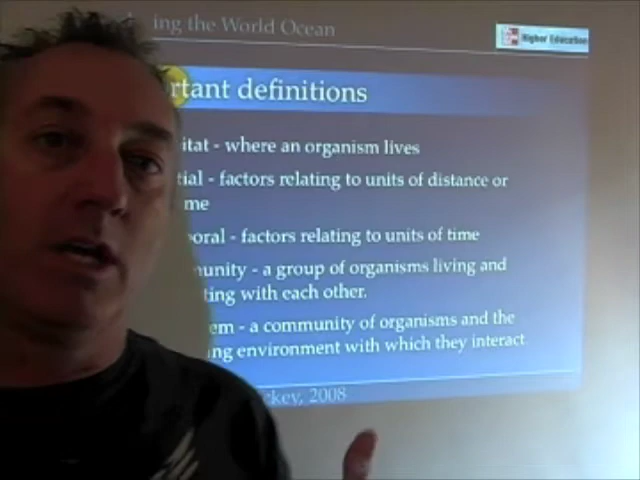 ing the World Ocean
Higher Education
rtant definitions
itat - where an organism lives
tial - factors relating to units of distance or
me
oral - factors relating to units of time
nunity - a group of organisms living and
ting with each other.
em - a community of organisms and the
ng environment with which they interact
ckey, 2008